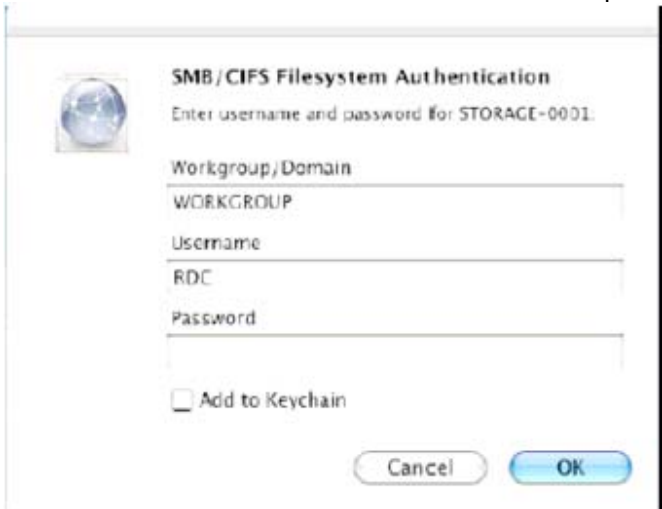 SMB/CIFS Filesystem Authentication
Enter username and password for STORAGE-0001:
Workgroup/Domain
WORKGROUP
Username
RDC
Password
Add to Keychain
Cancel
OK